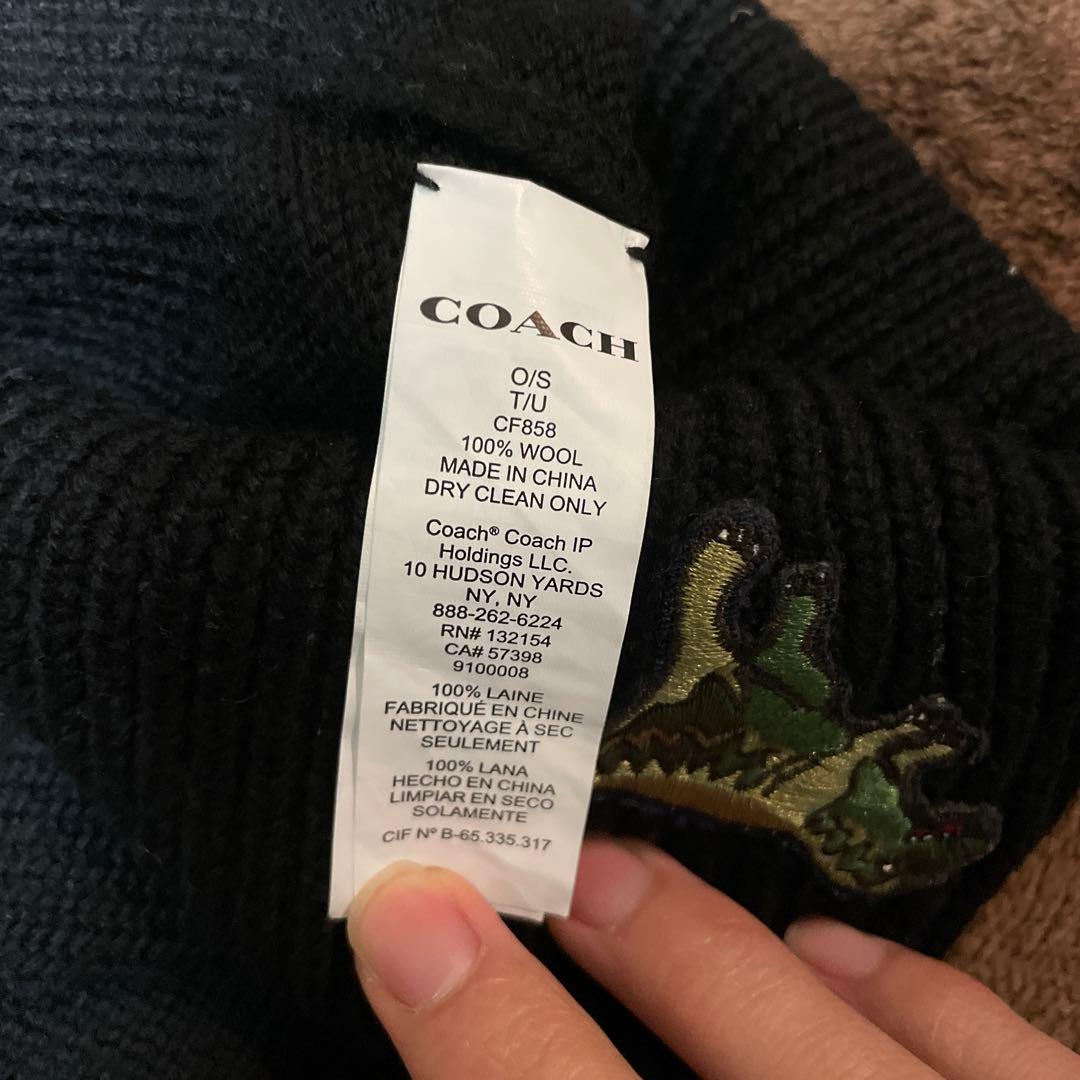 COACH
O/S
T/U
CF858
100% WOOL
MADE IN CHINA
DRY CLEAN ONLY
Coach® Coach IP
Holdings LLC.
10 HUDSON YARDS
NY, NY
888-262-6224
RN# 132154
CA# 57398
9100008
100% LAINE
FABRIQUÉ EN CHINE
NETTOYAGE À SEC
SEULEMENT
100% LANA
HECHO EN CHINA
LIMPIAR EN SECO
SOLAMENTE
CIF Nº B-65.335.317